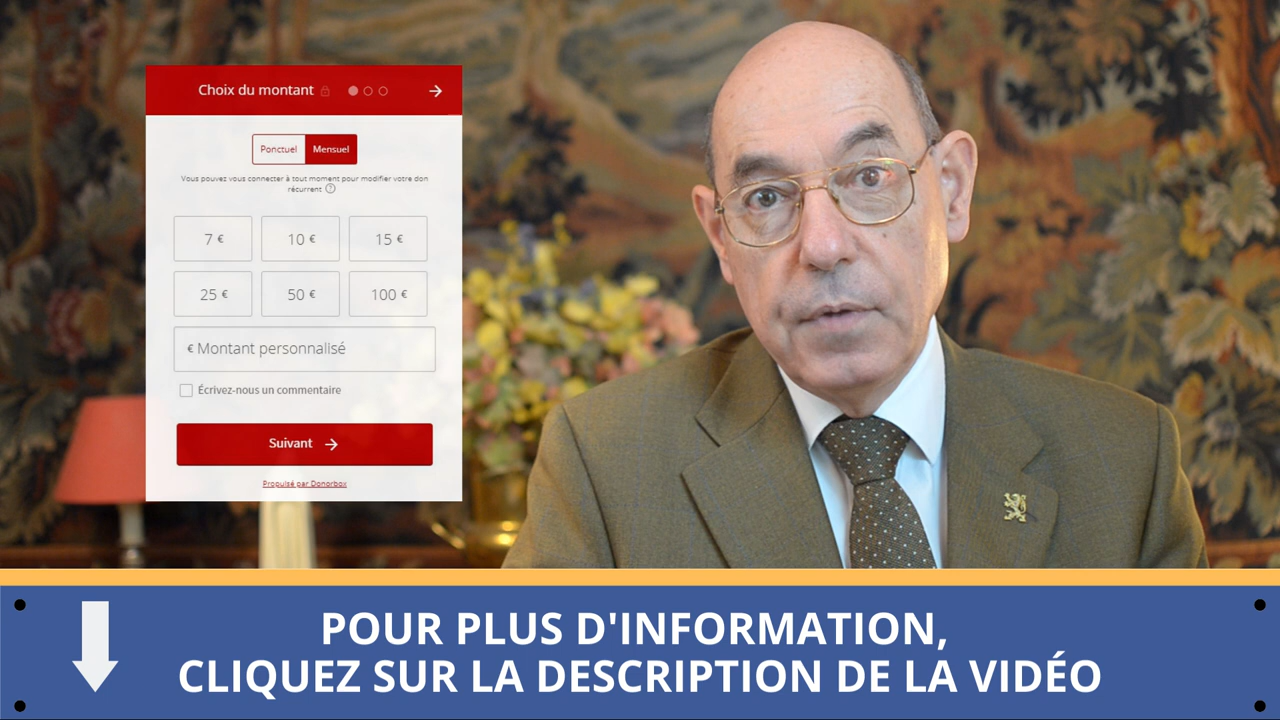 Choix du montant
Ponctuel Mensuel
Vous pouvez vous connecter à tout moment pour modifier votre don
récurrent ?
7 € 10 € 15 €
25 € 50 € 100 €
€ Montant personnalisé
Écrivez-nous un commentaire
Suivant
Propulsé par Donorbox
POUR PLUS D'INFORMATION,
CLIQUEZ SUR LA DESCRIPTION DE LA VIDÉO